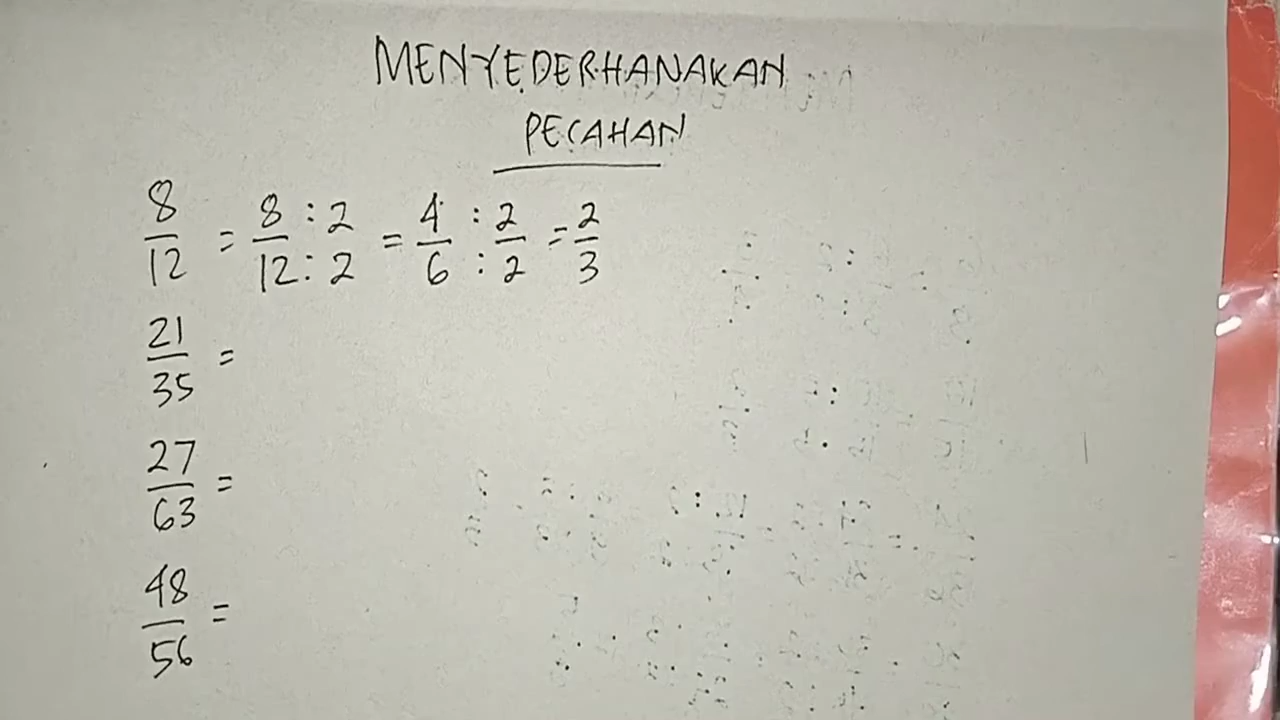 MENYEDERHANAKAN
PECAHAN
8/12 = 8 : 2/12 : 2 = 4/6 : 2/2 = 2/3
21/35 =
27/63 =
48/56 =